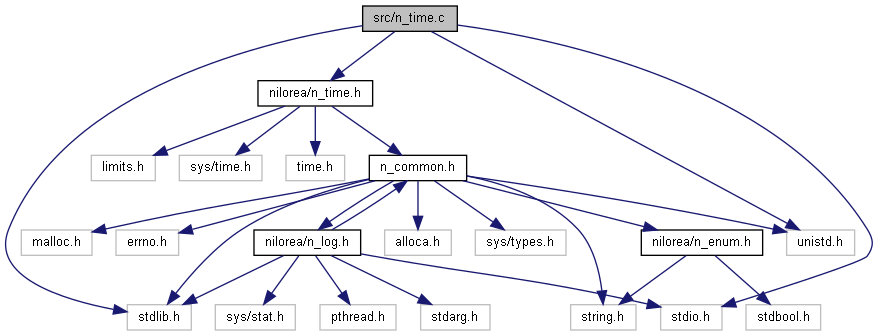 src/n_time.c
nilorea/n_time.h
limits.h
sys/time.h
time.h
n_common.h
malloc.h
errno.h
nilorea/n_log.h
alloca.h
sys/types.h
nilorea/n_enum.h
unistd.h
stdlib.h
sys/stat.h
pthread.h
stdarg.h
string.h
stdio.h
stdbool.h